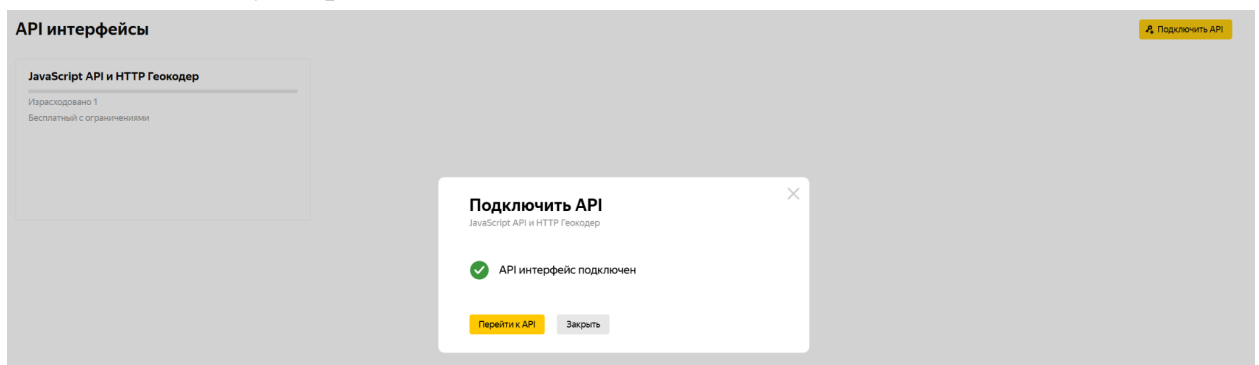 API интерфейсы
Подключить API
JavaScript API и HTTP Геокодер
Израсходовано 1
Бесплатный с ограничениями
Подключить API
JavaScript API и HTTP Геокодер
API интерфейс подключен
Перейти к API
Закрыть